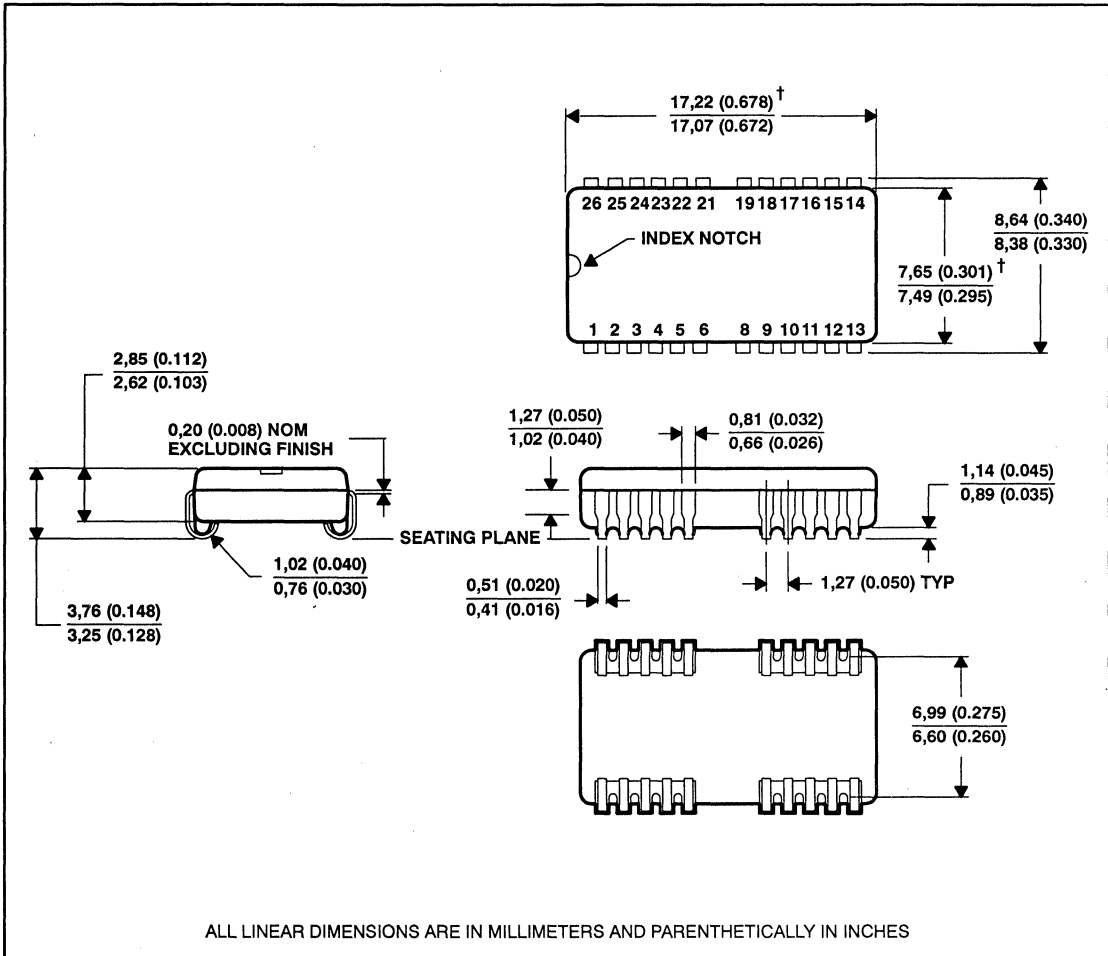 17,22 (0.678) †
17,07 (0.672)
26 25 24 23 22 21 19 18 17 16 15 14
INDEX NOTCH
8,64 (0.340)
8,38 (0.330)
7,65 (0.301) †
7,49 (0.295)
1 2 3 4 5 6 8 9 10 11 12 13
2,85 (0.112)
2,62 (0.103)
0,20 (0.008) NOM
EXCLUDING FINISH
1,27 (0.050)
1,02 (0.040)
0,81 (0.032)
0,66 (0.026)
1,14 (0.045)
0,89 (0.035)
SEATING PLANE
1,02 (0.040)
0,76 (0.030)
0,51 (0.020)
0,41 (0.016)
1,27 (0.050) TYP
3,76 (0.148)
3,25 (0.128)
6,99 (0.275)
6,60 (0.260)
ALL LINEAR DIMENSIONS ARE IN MILLIMETERS AND PARENTHETICALLY IN INCHES